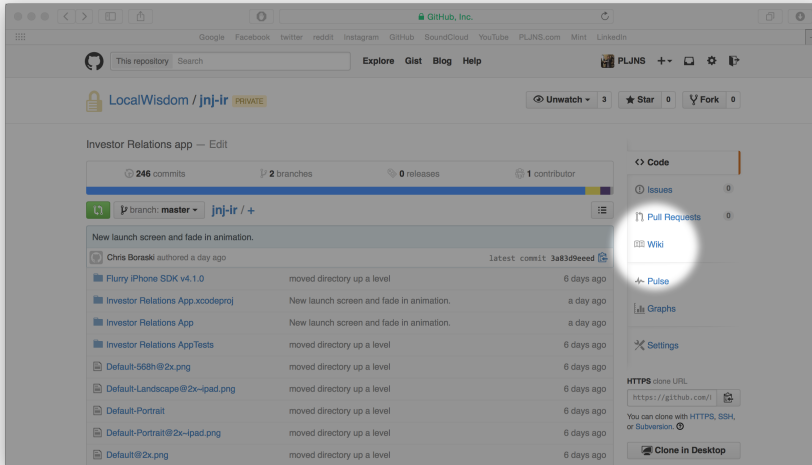 GitHub, Inc.
Google Facebook twitter reddit Instagram GitHub SoundCloud YouTube PLJNS.com Mint LinkedIn
This repository Search Explore Gist Blog Help PLJNS
LocalWisdom / jnj-ir PRIVATE Unwatch 3 Star 0 Fork 0
Investor Relations app — Edit
246 commits 2 branches 0 releases 1 contributor
branch: master jnj-ir / +
New launch screen and fade in animation.
Chris Boraski authored a day ago latest commit 3a83d9eeed
Flurry iPhone SDK v4.1.0 moved directory up a level 6 days ago
Investor Relations App.xcodeproj New launch screen and fade in animation. a day ago
Investor Relations App New launch screen and fade in animation. a day ago
Investor Relations AppTests moved directory up a level 6 days ago
Default-568h@2x.png moved directory up a level 6 days ago
Default-Landscape@2x~ipad.png moved directory up a level 6 days ago
Default-Portrait moved directory up a level 6 days ago
Default-Portrait@2x~ipad.png moved directory up a level 6 days ago
Default@2x.png moved directory up a level 6 days ago
Code
Issues 0
Pull Requests 0
Wiki
Pulse
Graphs
Settings
HTTPS clone URL
https://github.com/
You can clone with HTTPS, SSH,
or Subversion.
Clone in Desktop